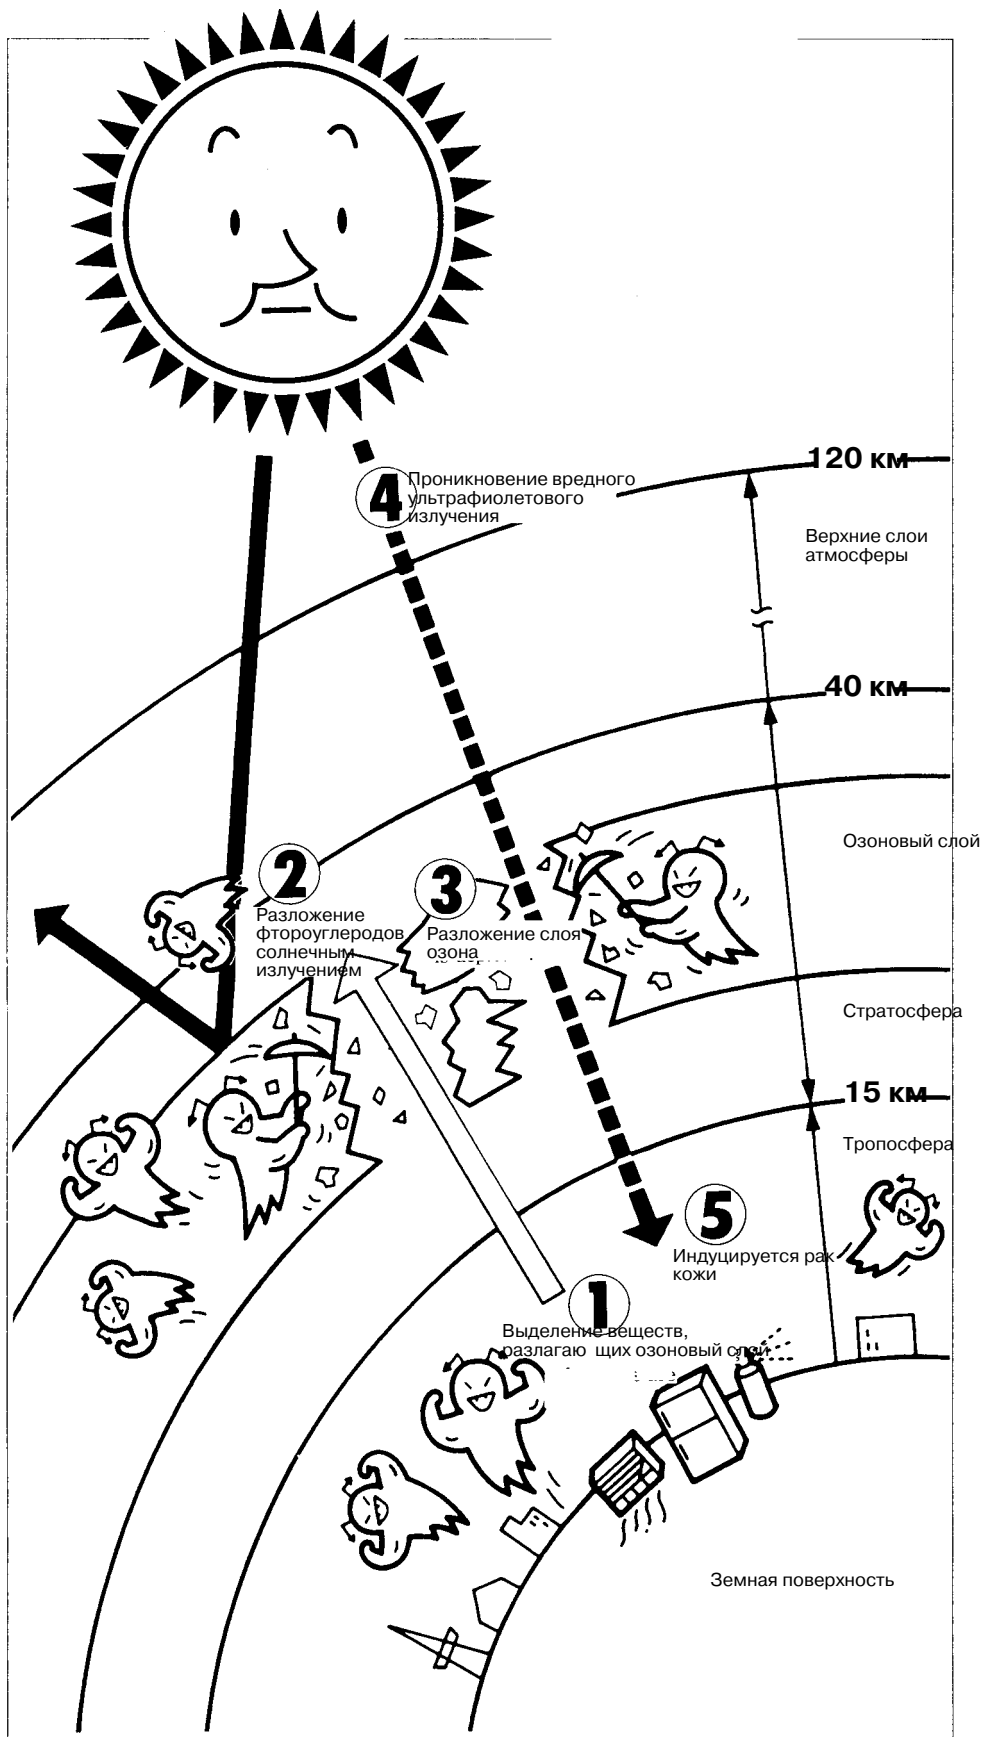 4
Проникновение вредного
ультрафиолетового
излучения
120 км
Верхние слои
атмосферы
40 км
Озоновый слой
2
Разложение
фтороуглеродов
солнечным
излучением
3
Разложение слоя
озона
Стратосфера
15 км
Тропосфера
5
Индуцируется рак
кожи
1
Выделение веществ,
разлагаю щих озоновый слой
Земная поверхность